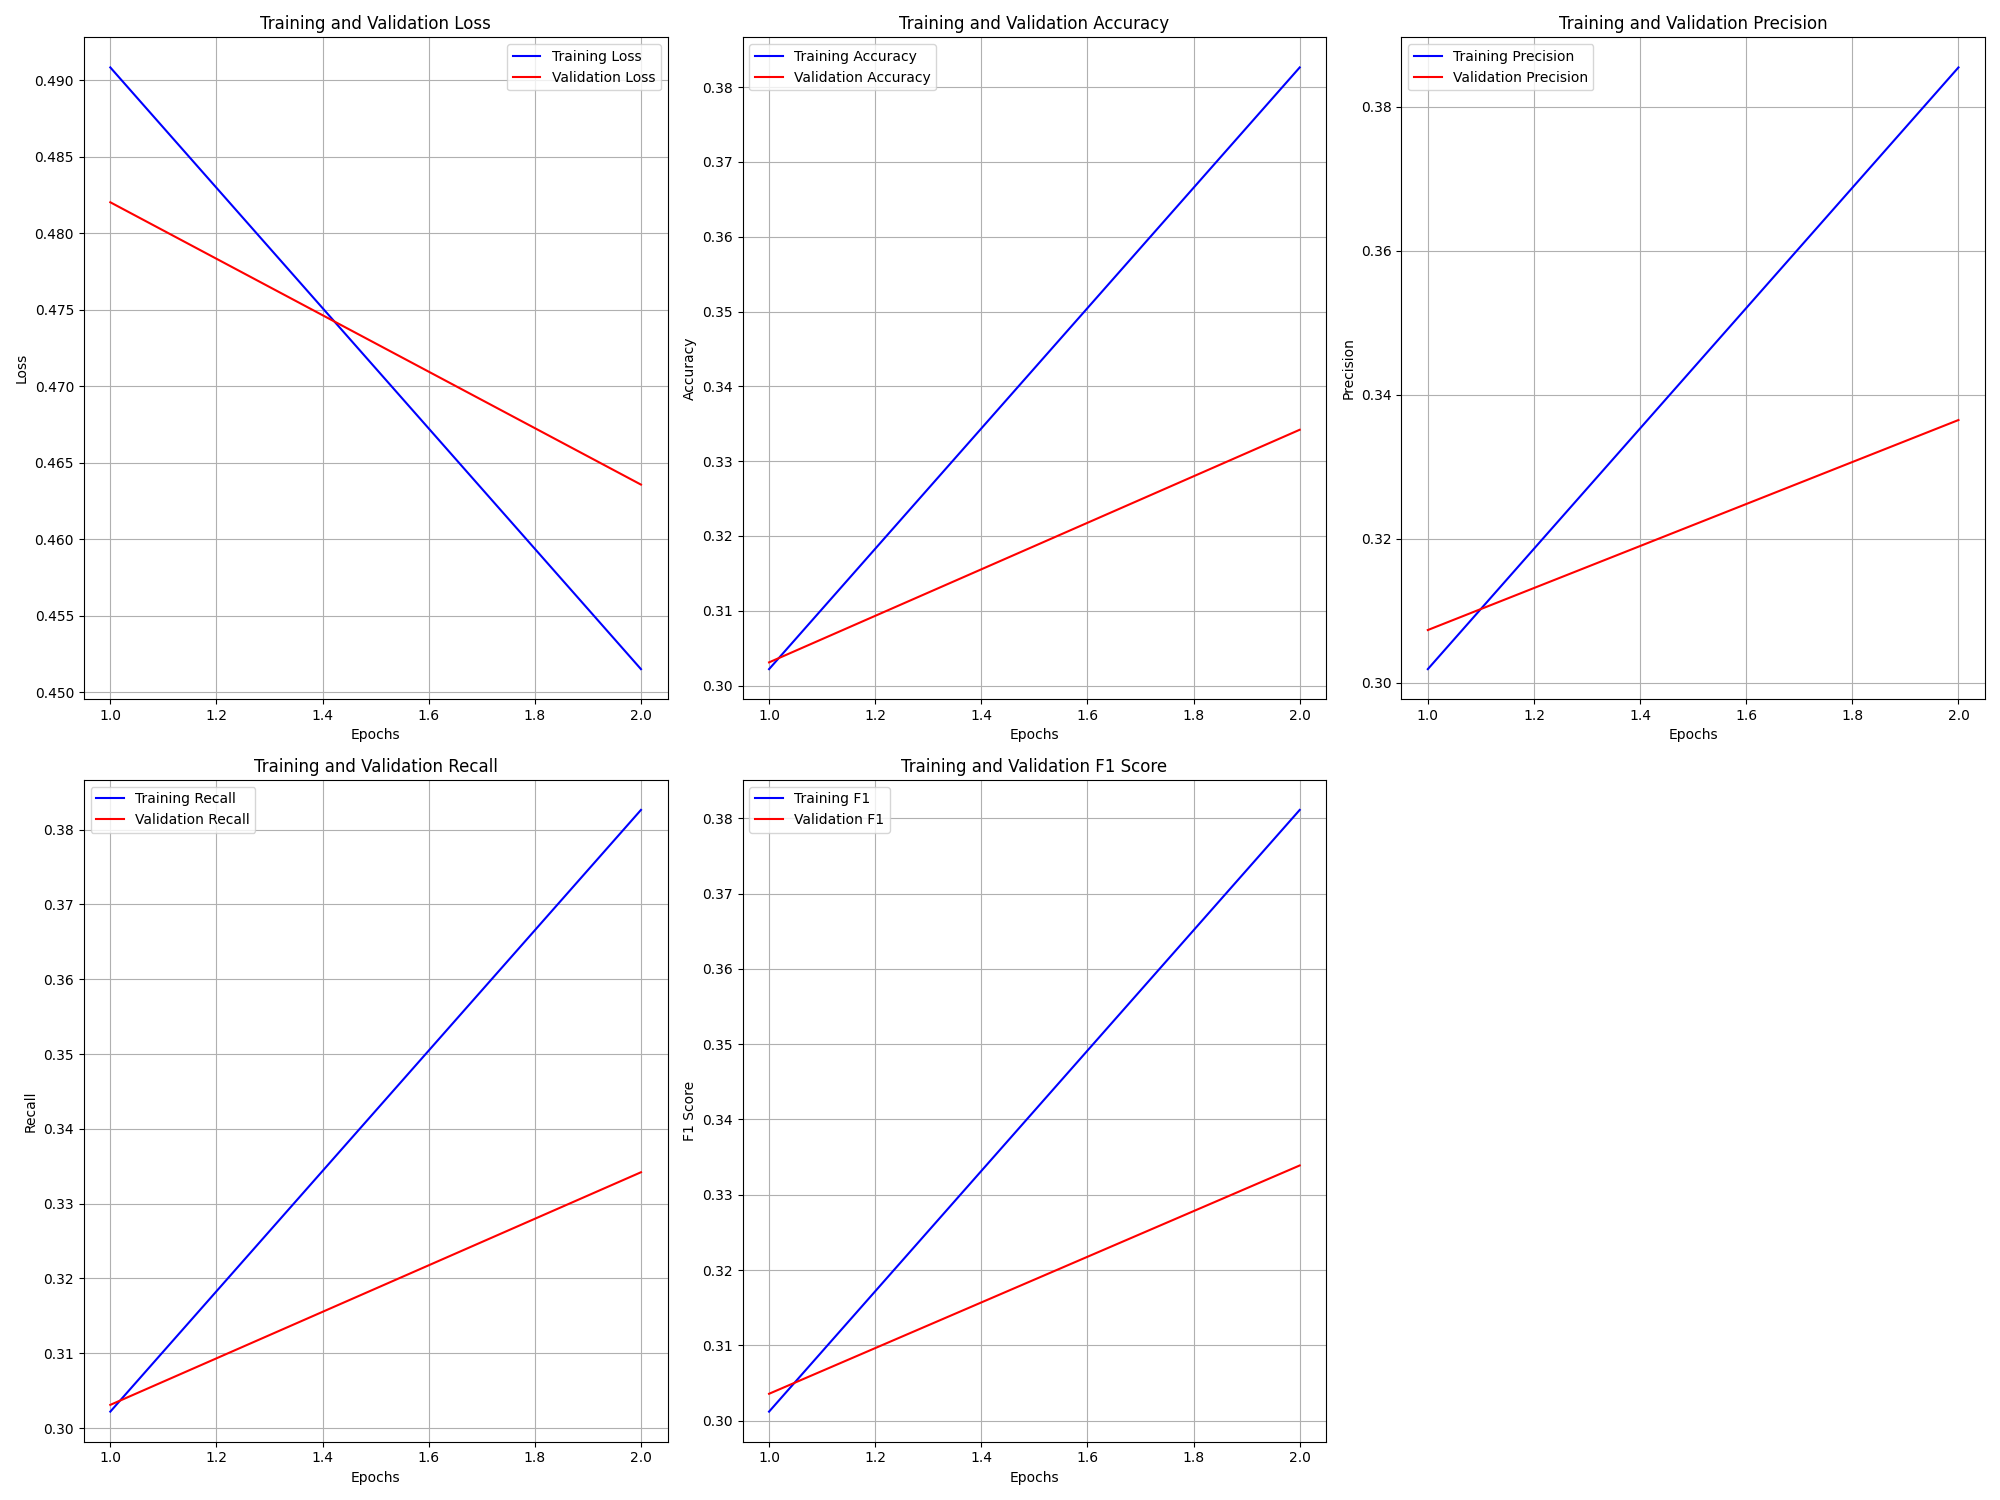 Training and Validation Loss
Training Loss
Validation Loss
0.490
0.485
0.480
0.475
0.470
0.465
0.460
0.455
0.450
Loss
1.0 1.2 1.4 1.6 1.8 2.0
Epochs
Training and Validation Accuracy
Training Accuracy
Validation Accuracy
0.38
0.37
0.36
0.35
0.34
0.33
0.32
0.31
0.30
Accuracy
1.0 1.2 1.4 1.6 1.8 2.0
Epochs
Training and Validation Precision
Training Precision
Validation Precision
0.38
0.36
0.34
0.32
0.30
Precision
1.0 1.2 1.4 1.6 1.8 2.0
Epochs
Training and Validation Recall
Training Recall
Validation Recall
0.38
0.37
0.36
0.35
0.34
0.33
0.32
0.31
0.30
Recall
1.0 1.2 1.4 1.6 1.8 2.0
Epochs
Training and Validation F1 Score
Training F1
Validation F1
0.38
0.37
0.36
0.35
0.34
0.33
0.32
0.31
0.30
F1 Score
1.0 1.2 1.4 1.6 1.8 2.0
Epochs